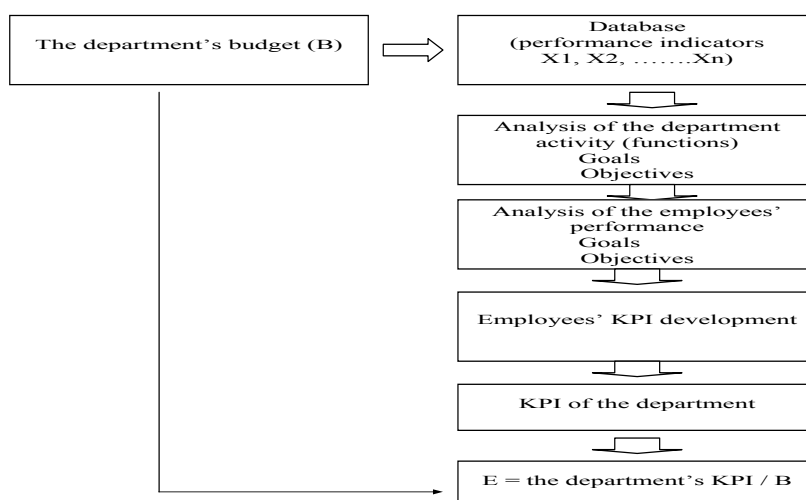 The department’s budget (B)
Database
(performance indicators
X1, X2, …….Xn)
Analysis of the department
activity (functions)
Goals
Objectives
Analysis of the employees’
performance
Goals
Objectives
Employees’ KPI development
KPI of the department
E = the department’s KPI / B